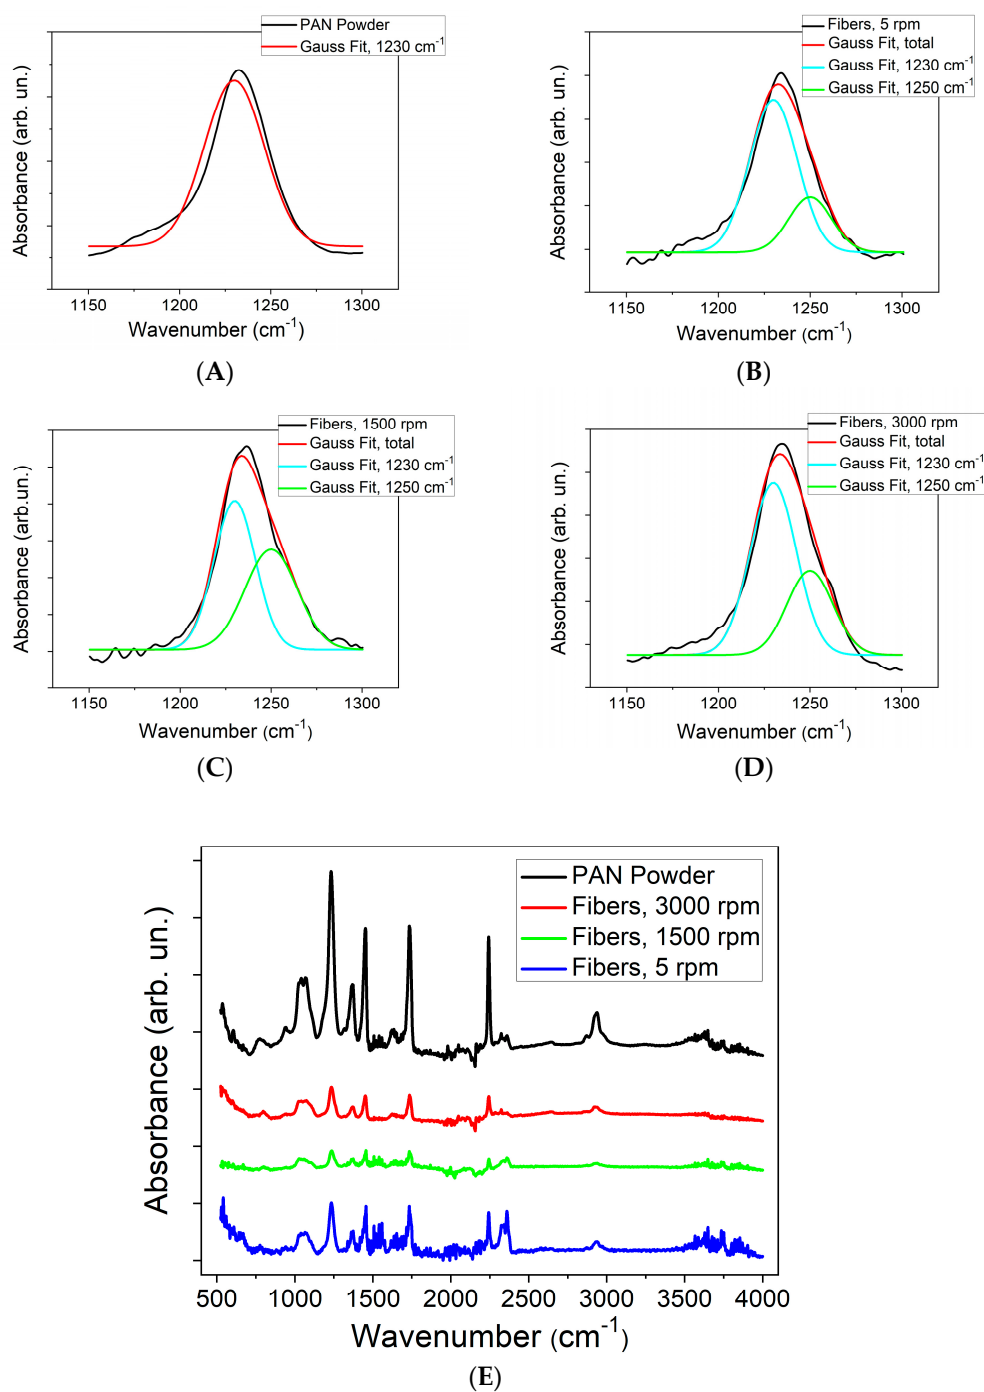 PAN Powder
Gauss Fit, 1230 cm⁻¹
Absorbance (arb. un.)
1150 1200 1250 1300
Wavenumber (cm⁻¹)
(A)
Fibers, 5 rpm
Gauss Fit, total
Gauss Fit, 1230 cm⁻¹
Gauss Fit, 1250 cm⁻¹
Absorbance (arb. un.)
1150 1200 1250 1300
Wavenumber (cm⁻¹)
(B)
Fibers, 1500 rpm
Gauss Fit, total
Gauss Fit, 1230 cm⁻¹
Gauss Fit, 1250 cm⁻¹
Absorbance (arb.un.)
1150 1200 1250 1300
Wavenumber (cm⁻¹)
(C)
Fibers, 3000 rpm
Gauss Fit, total
Gauss Fit, 1230 cm⁻¹
Gauss Fit, 1250 cm⁻¹
Absorbance (arb. un.)
1150 1200 1250 1300
Wavenumber (cm⁻¹)
(D)
PAN Powder
Fibers, 3000 rpm
Fibers, 1500 rpm
Fibers, 5 rpm
Absorbance (arb. un.)
500 1000 1500 2000 2500 3000 3500 4000
Wavenumber (cm⁻¹)
(E)